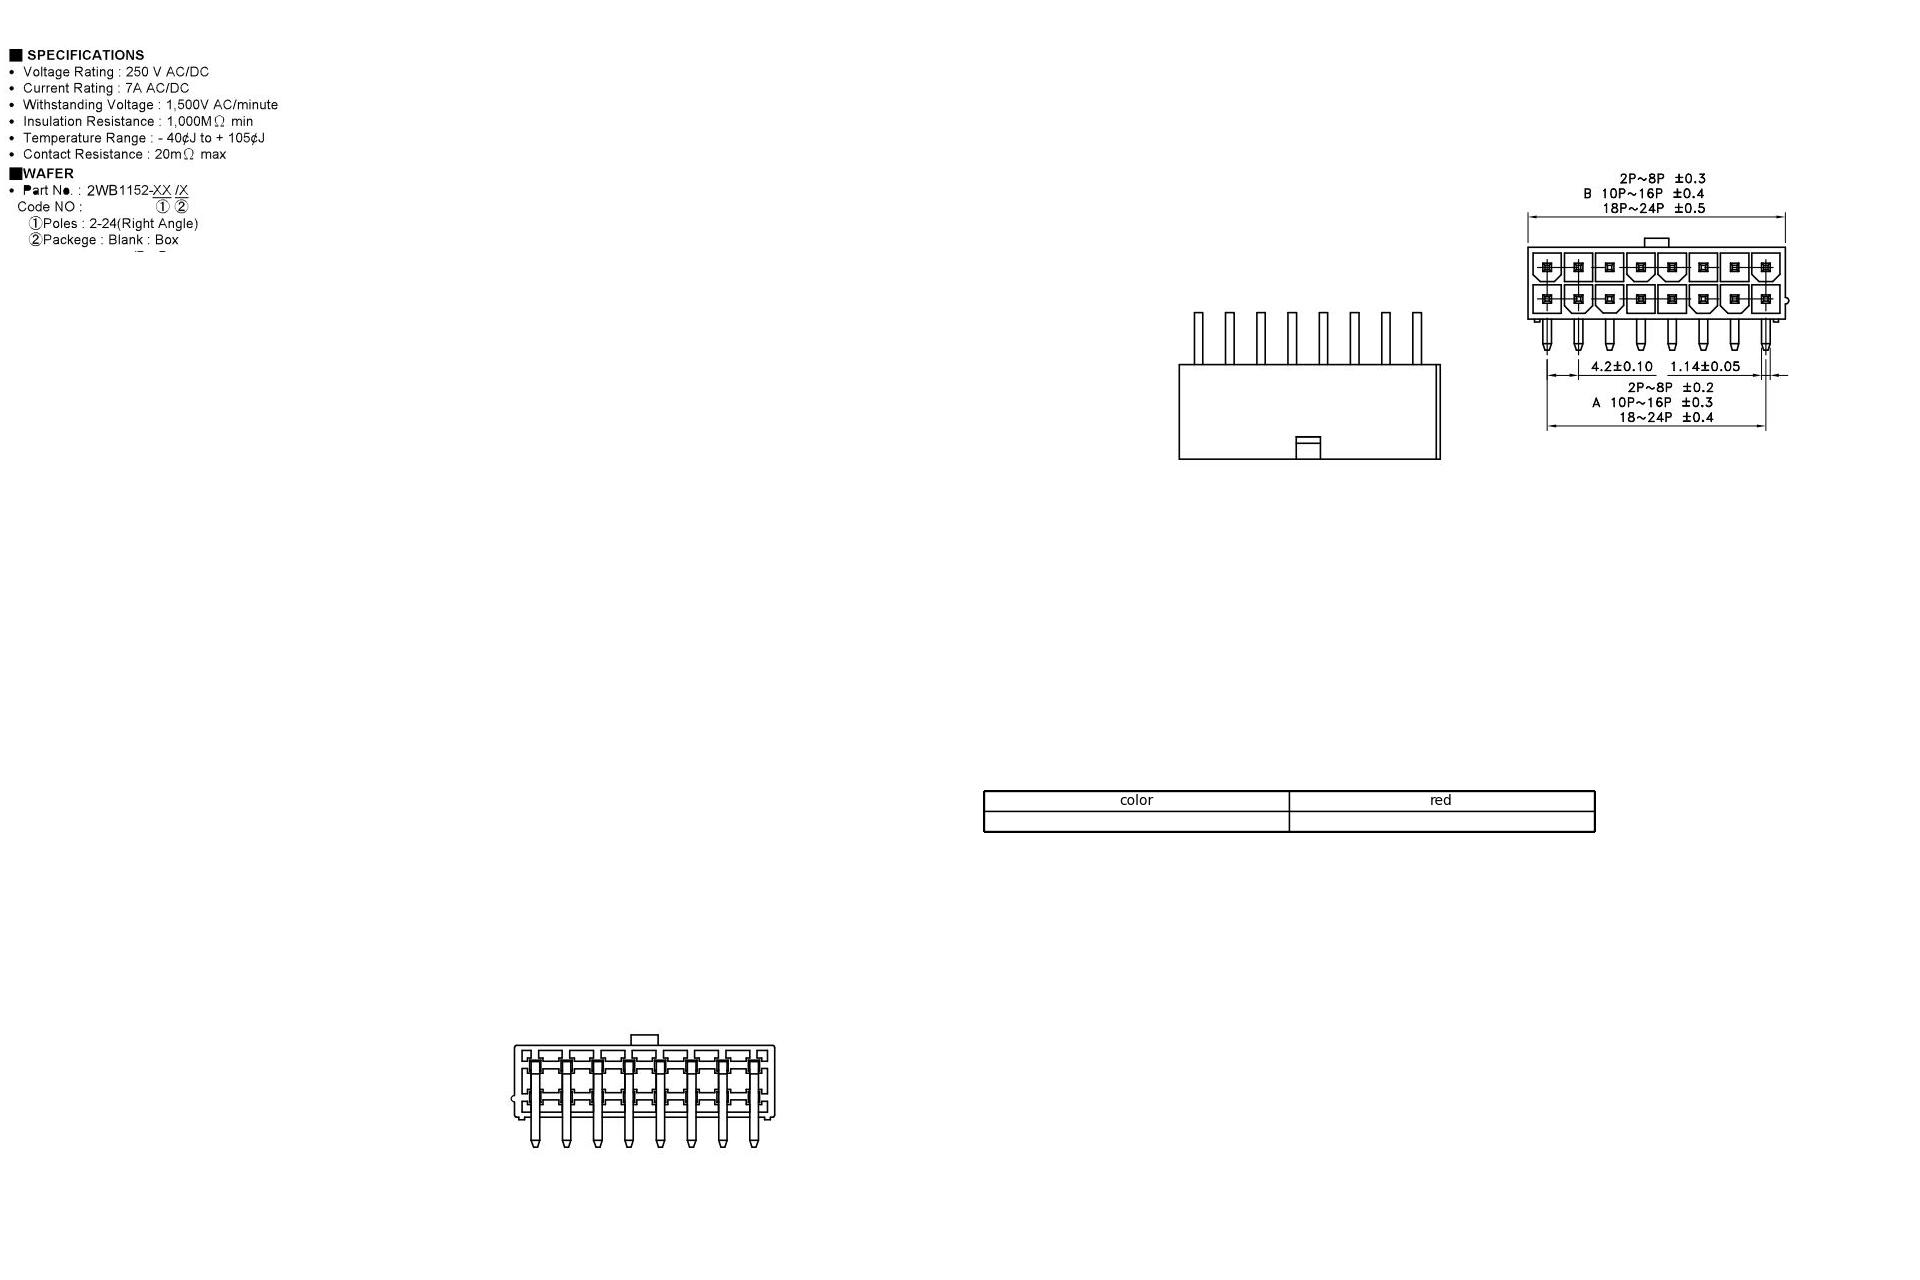 ■ SPECIFICATIONS
• Voltage Rating : 250 V AC/DC
• Current Rating : 7A AC/DC
• Withstanding Voltage : 1,500V AC/minute
• Insulation Resistance : 1,000MΩ min
• Temperature Range : - 40¢J to + 105¢J
• Contact Resistance : 20mΩ max
■WAFER
• Part No. : 2WB1152-XX /X
Code NO : ① ②
①Poles : 2-24(Right Angle)
②Packege : Blank : Box
2P~8P ±0.3
B 10P~16P ±0.4
18P~24P ±0.5
4.2±0.10 1.14±0.05
2P~8P ±0.2
A 10P~16P ±0.3
18~24P ±0.4
color red